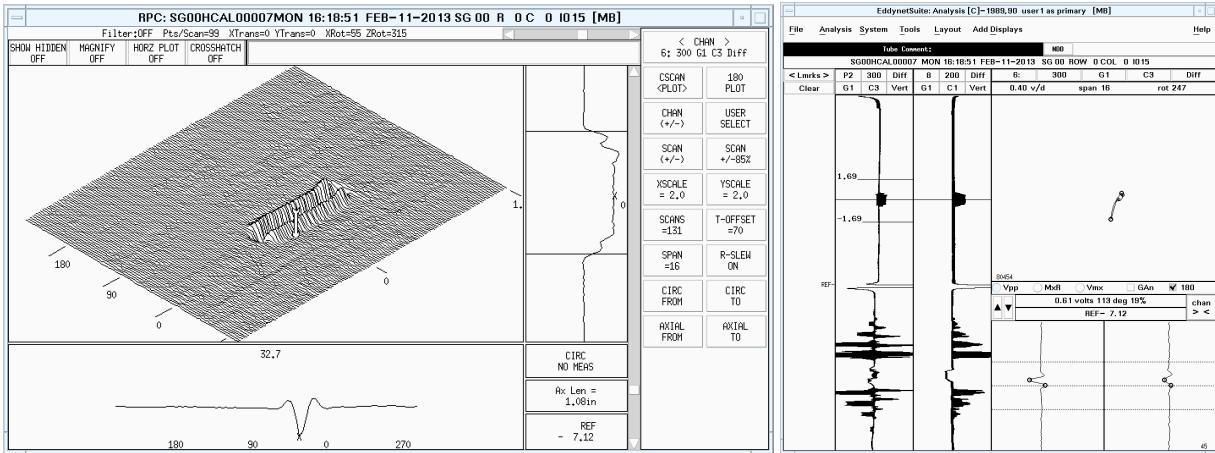 RPC: SG00HCAL00007MON 16:18:51 FEB-11-2013 SG 00 R 0 C 0 I015 [MB]
Filter:OFF Pts/Scan=99 XTrans=0 YTrans=0 XRot=55 ZRot=315
SHOW HIDDEN OFF
MAGNIFY OFF
HORZ PLOT OFF
CROSSHATCH OFF
< CHAN >
6: 300 G1 C3 Diff
CSCAN <PLOT>
180 PLOT
CHAN (+/-)
USER SELECT
SCAN (+/-)
SCAN +/-85%
XSCALE = 2.0
YSCALE = 2.0
SCANS =131
T-OFFSET =70
SPAN =16
R-SLEW ON
CIRC FROM
CIRC TO
AXIAL FROM
AXIAL TO
180
90
0
0
1.
X
0
32.7
X
180 90 0 270
CIRC
NO MEAS
Ax Len =
1.08in
REF
- 7.12
EddynetSuite: Analysis [C]-1989,90 user1 as primary [MB]
File Analysis System Tools Layout Add Displays Help
Tube Comment: NDD
SG00HCAL00007 MON 16:18:51 FEB-11-2013 SG 00 ROW 0 COL 0 I015
< Lmrks > P2 300 Diff 8 200 Diff 6: 300 G1 C3 Diff
Clear G1 C3 Vert G1 C1 Vert 0.40 v/d span 16 rot 247
1.69
-1.69
REF-
80454
Vpp MxR Vmx GAn 180
0.61 volts 113 deg 19%
REF- 7.12
chan
> <
45